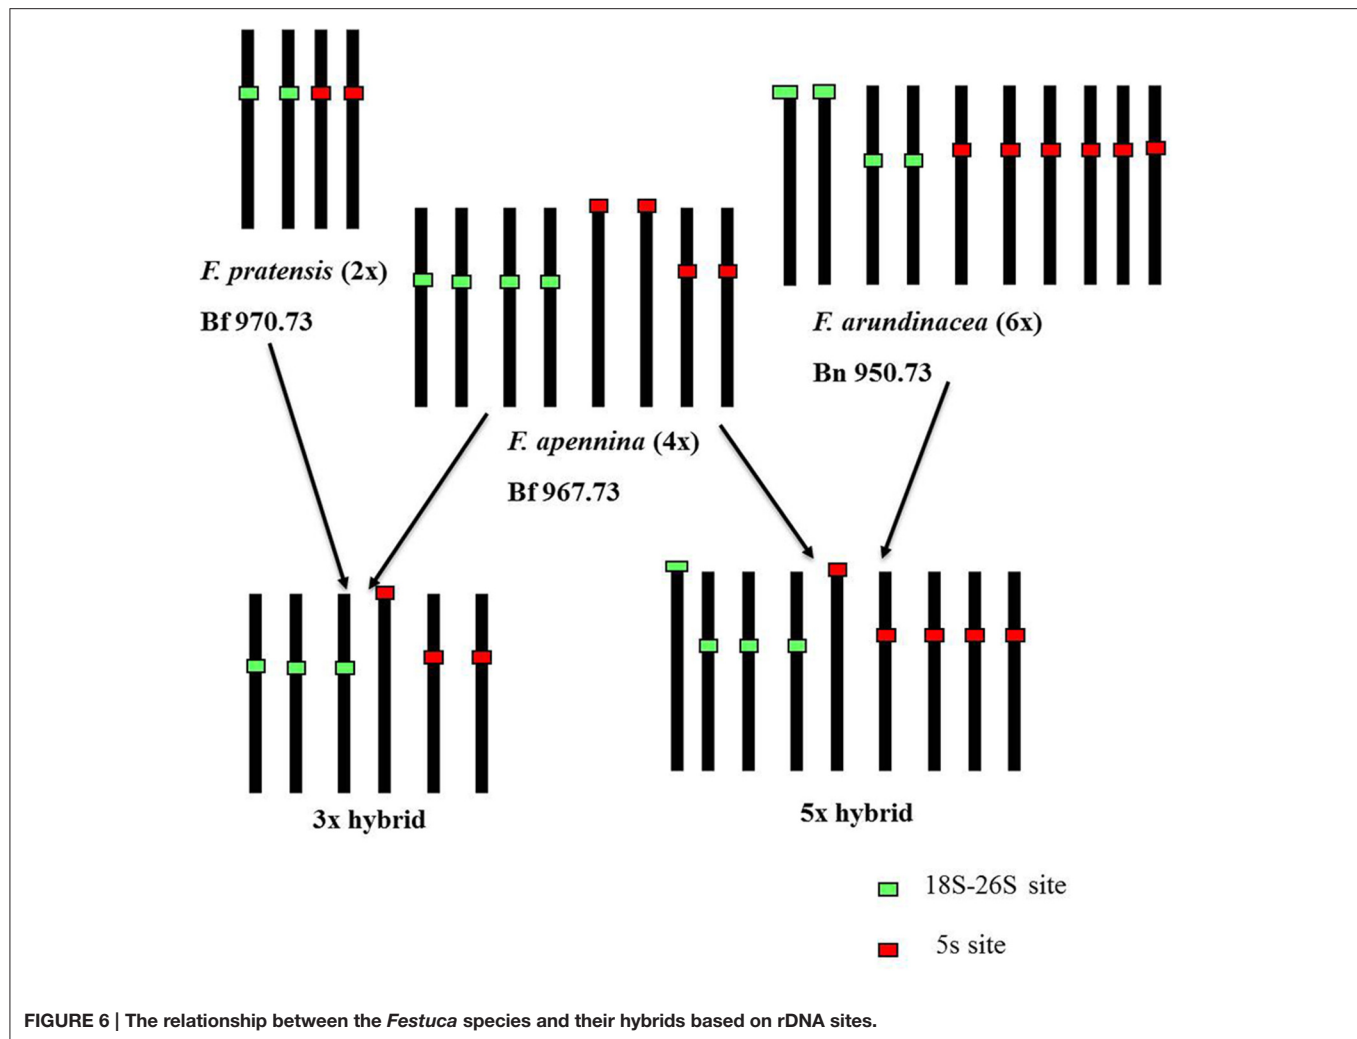 F. pratensis (2x)
Bf 970.73
F. arundinacea (6x)
Bn 950.73
F. apennina (4x)
Bf 967.73
3x hybrid
5x hybrid
18S-26S site
5s site
FIGURE 6 | The relationship between the Festuca species and their hybrids based on rDNA sites.